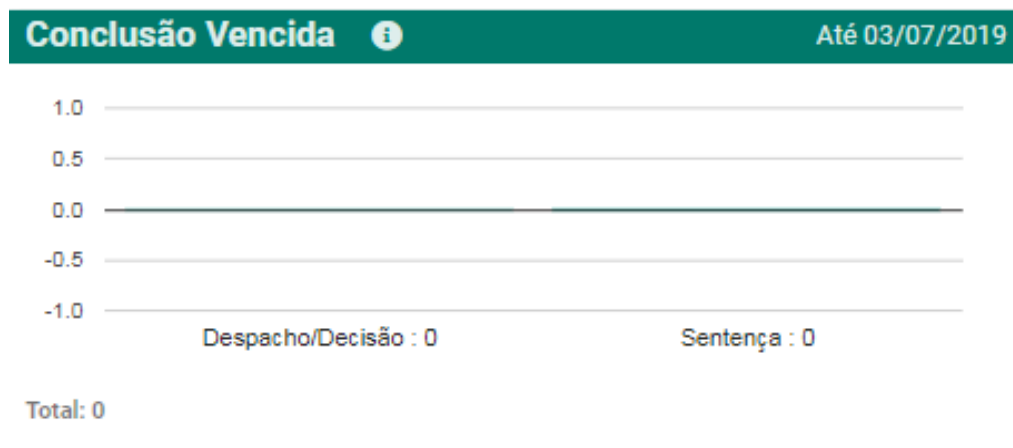 Conclusão Vencida
Até 03/07/2019
1.0
0.5
0.0
-0.5
-1.0
Despacho/Decisão : 0
Sentença : 0
Total: 0